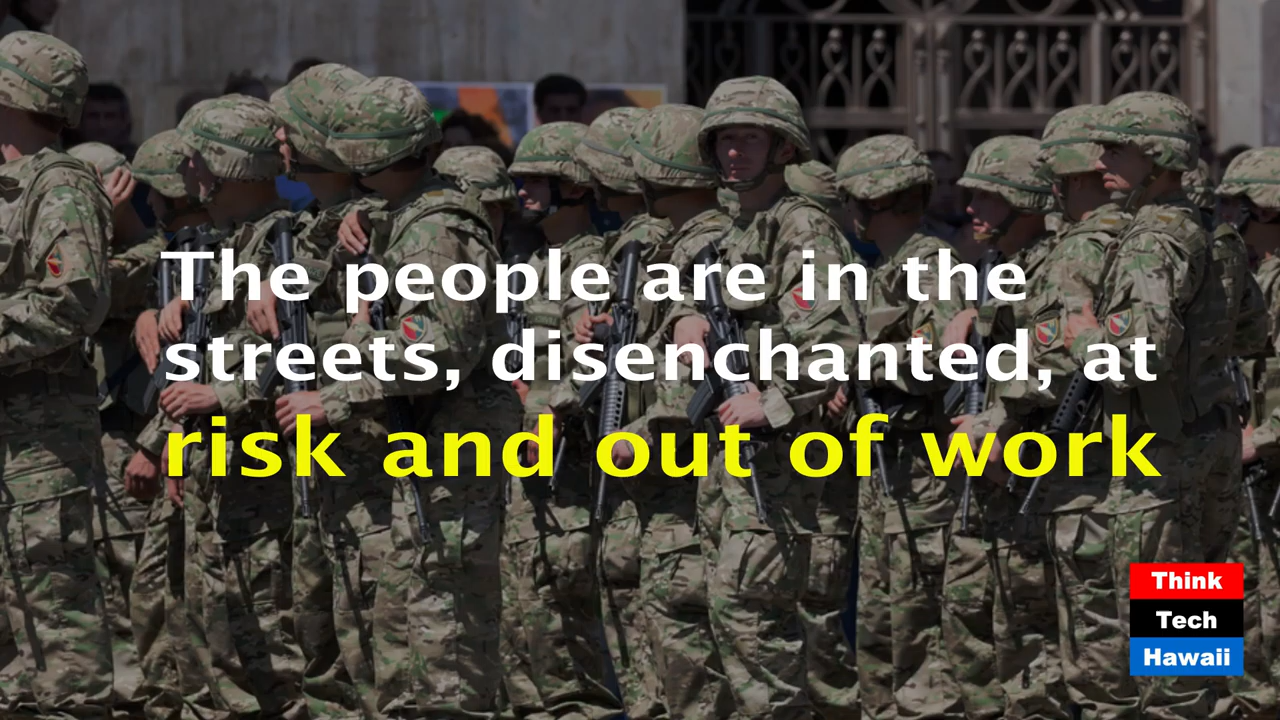 The people are in the
streets, disenchanted, at
risk and out of work
Think
Tech
Hawaii